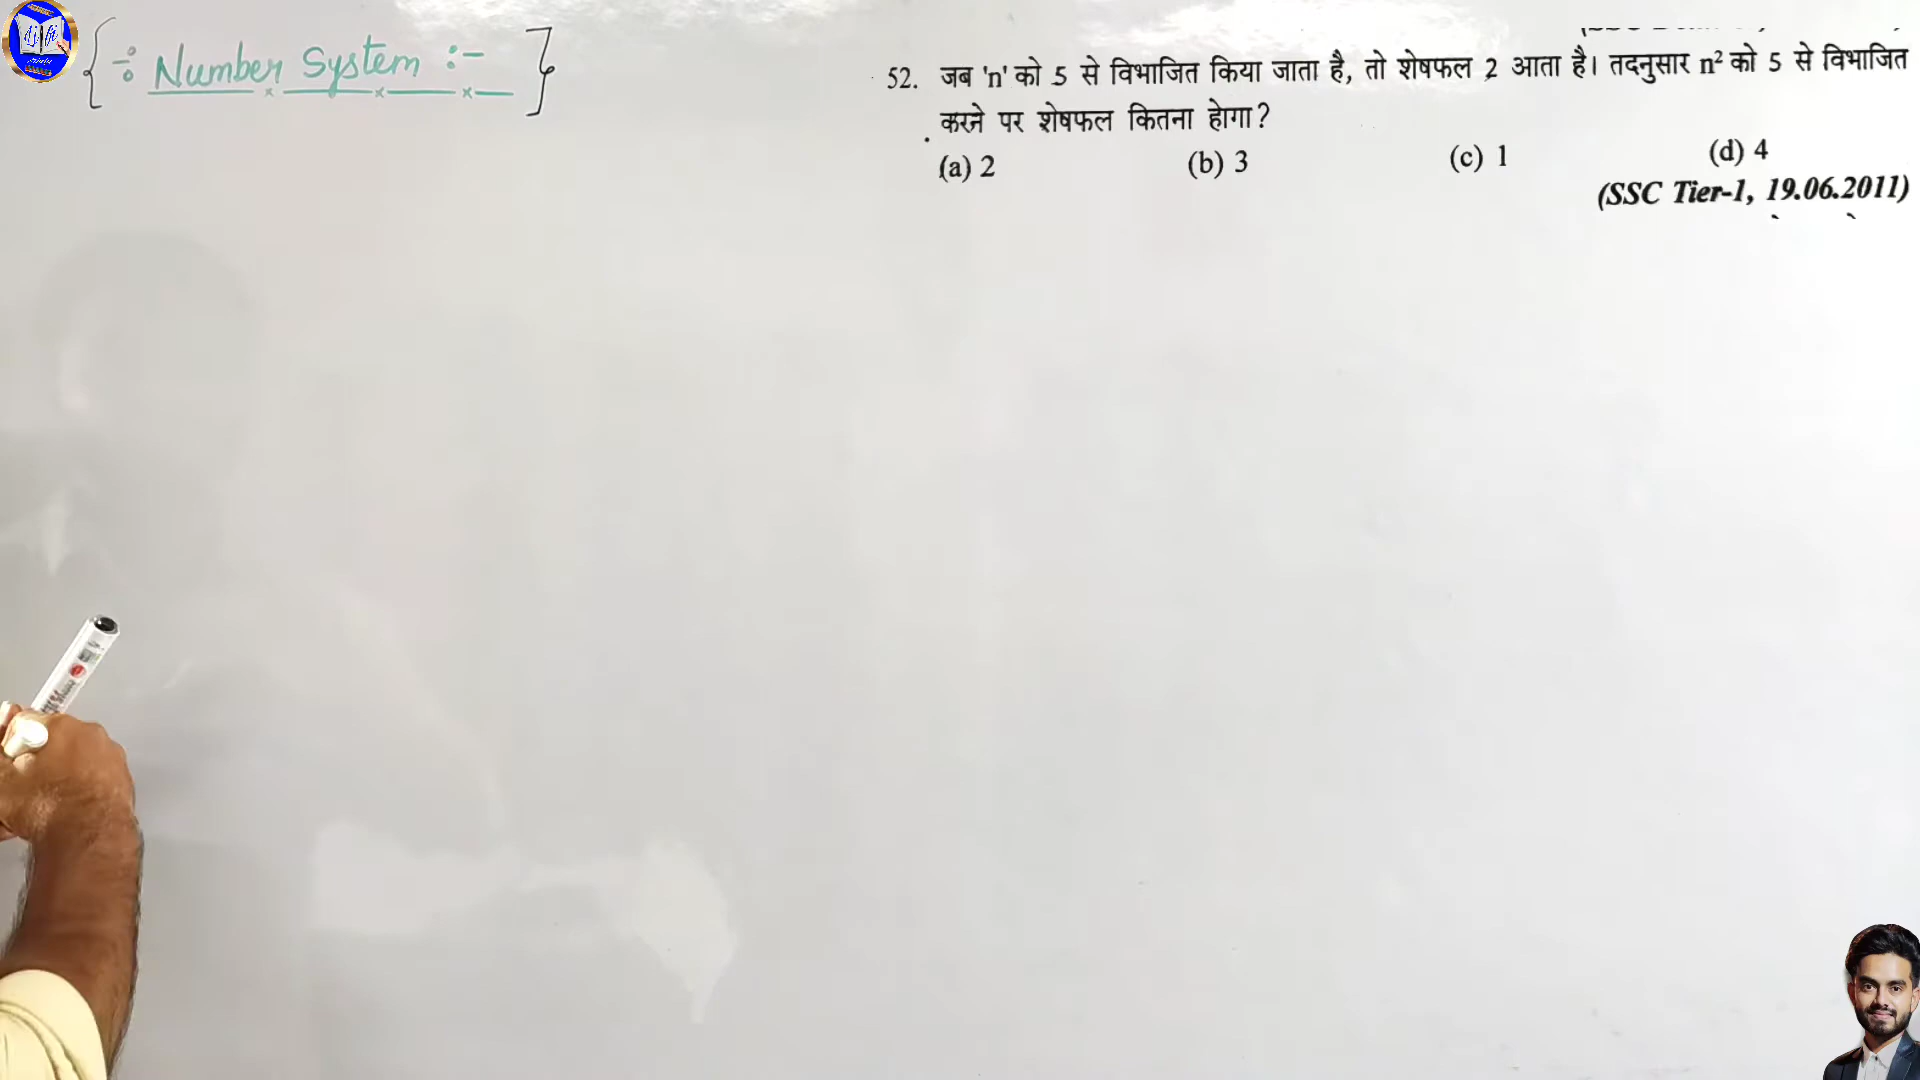 { ÷ Number System :- }
52. जब 'n' को 5 से विभाजित किया जाता है, तो शेषफल 2 आता है। तदनुसार n² को 5 से विभाजित
करने पर शेषफल कितना होगा?
(a) 2 (b) 3 (c) 1 (d) 4
(SSC Tier-1, 19.06.2011)